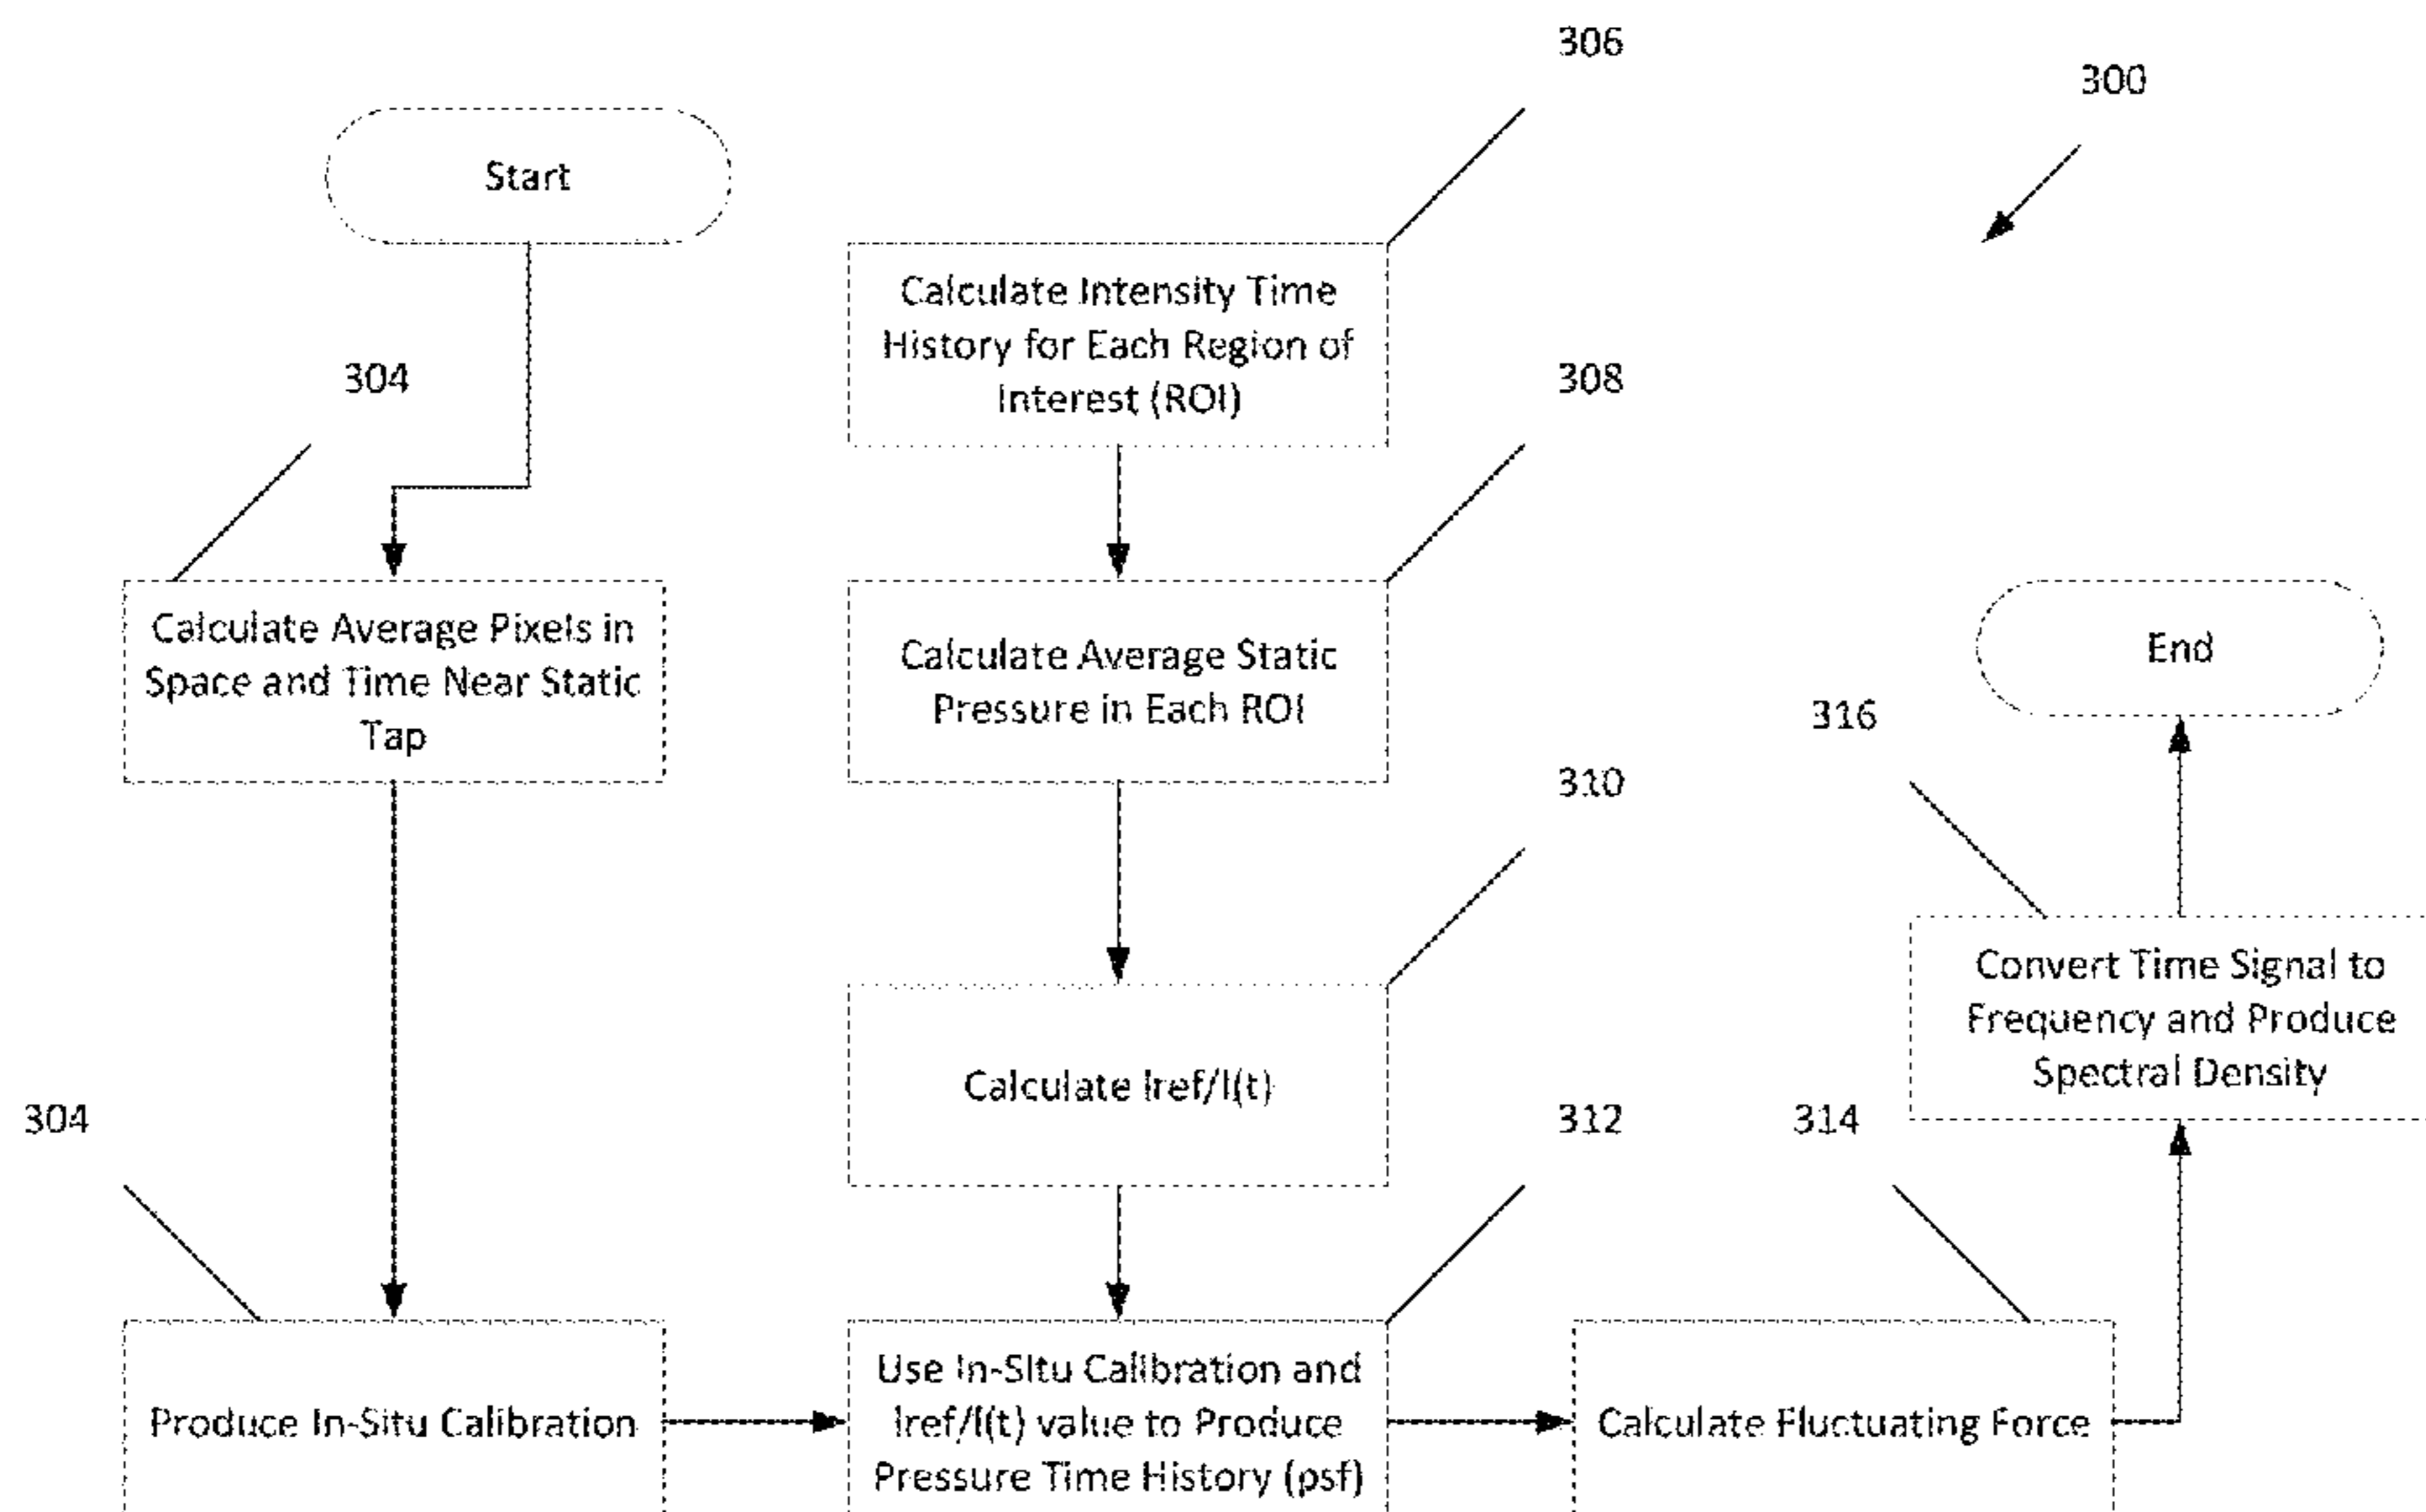 306
300
Start
Calculate Intensity Time
History for Each Region of
Interest (ROI)
304
308
Calculate Average Pixels in
Space and Time Near Static
Tap
Calculate Average Static
Pressure in Each ROI
End
316
310
Convert Time Signal to
Frequency and Produce
Spectral Density
Calculate Iref/I(t)
304
312
314
Produce In-Situ Calibration
Use In-Situ Calibration and
Iref/I(t) value to Produce
Pressure Time History (psf)
Calculate Fluctuating Force